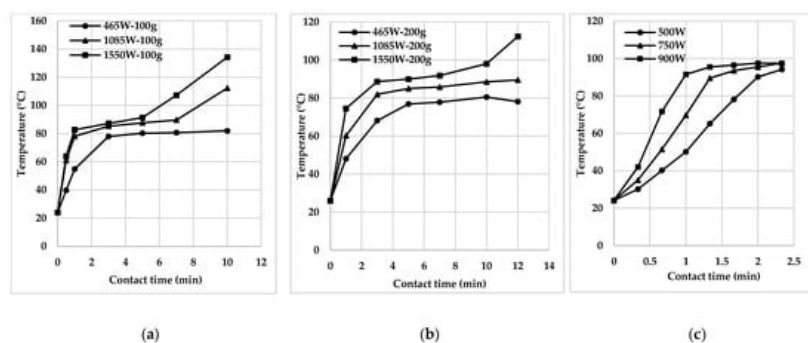 465W-100g
1085W-100g
1550W-100g
160
140
120
100
80
60
40
20
0
Temperature (°C)
0 2 4 6 8 10 12
Contact time (min)
(a)
465W-200g
1085W-200g
1550W-200g
120
100
80
60
40
20
0
Temperature (°C)
0 2 4 6 8 10 12 14
Contact time (min)
(b)
500W
750W
900W
120
100
80
60
40
20
0
Temperature (°C)
0 0.5 1 1.5 2 2.5
Contact time (min)
(c)